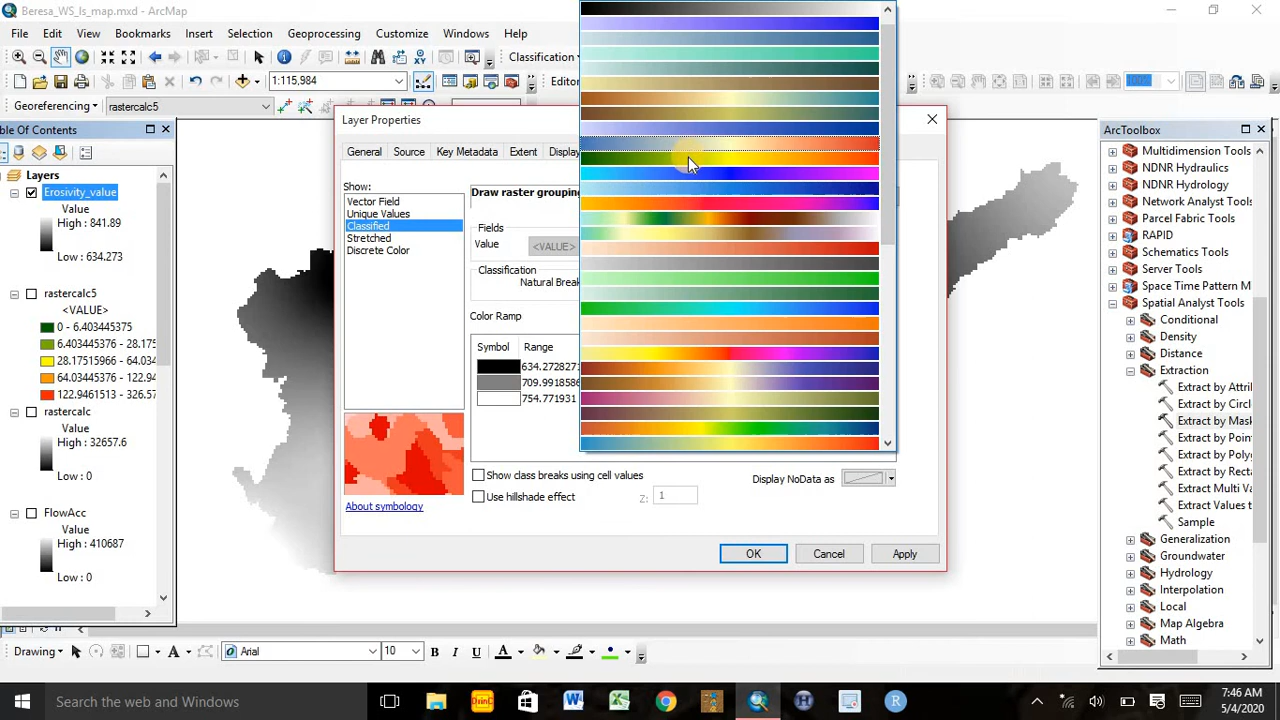 Beresa_WS_ls_map.mxd - ArcMap
File Edit View Bookmarks Insert Selection Geoprocessing Customize Windows Help
Classification
1:115,984
Editor
100%
Georeferencing rastercalc5
Table Of Contents
Layers
Erosivity_value
Value
High : 841.89
Low : 634.273
rastercalc5
<VALUE>
0 - 6.403445375
6.403445376 - 28.175
28.17515966 - 64.034
64.03441530 - 122.94
122.9461513 - 326.57
rastercalc
Value
High : 32657.6
Low : 0
FlowAcc
Value
High : 410687
Low : 0
Layer Properties
General Source Key Metadata Extent Display
Show:
Vector Field
Unique Values
Classified
Stretched
Discrete Color
About symbology
Draw raster grouping
Fields
Value <VALUE>
Classification
Natural Break
Color Ramp
Symbol Range
634.2728271
709.9918586
754.771931
Show class breaks using cell values
Use hillshade effect Z: 1
Display NoData as
OK Cancel Apply
ArcToolbox
Multidimension Tools
NDNR Hydraulics
NDNR Hydrology
Network Analyst Tools
Parcel Fabric Tools
RAPID
Schematics Tools
Server Tools
Space Time Pattern M
Spatial Analyst Tools
Conditional
Density
Distance
Extraction
Extract by Attri
Extract by Circl
Extract by Mask
Extract by Poin
Extract by Poly
Extract by Recta
Extract Multi Va
Extract Values t
Sample
Generalization
Groundwater
Hydrology
Interpolation
Local
Map Algebra
Math
Drawing Arial 10 B I U A
Search the web and Windows
7:46 AM
5/4/2020